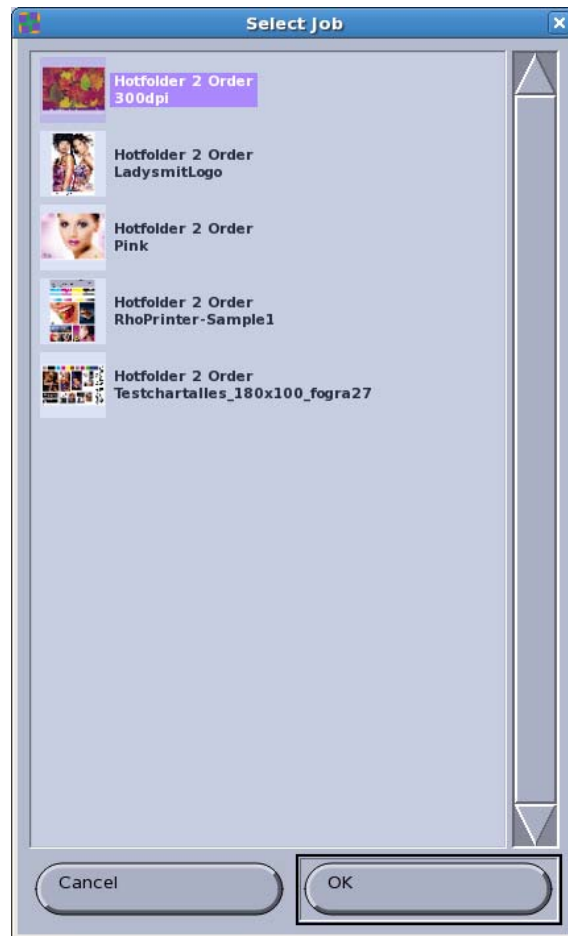 Select Job
Hotfolder 2 Order
300dpi
Hotfolder 2 Order
LadysmitLogo
Hotfolder 2 Order
Pink
Hotfolder 2 Order
RhoPrinter-Sample1
Hotfolder 2 Order
Testchartalles_180x100_fogra27
Cancel
OK